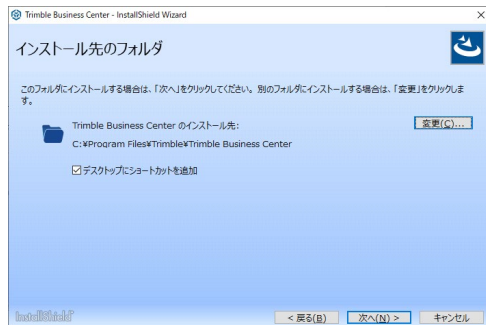 Trimble Business Center - InstallShield Wizard
インストール先のフォルダ
このフォルダにインストールする場合は、「次へ」をクリックしてください。別のフォルダにインストールする場合は、「変更」をクリックしま
す。
Trimble Business Center のインストール先:
変更(C)...
C:¥Program Files¥Trimble¥Trimble Business Center
デスクトップにショートカットを追加
InstallShield
< 戻る(B)
次へ(N) >
キャンセル